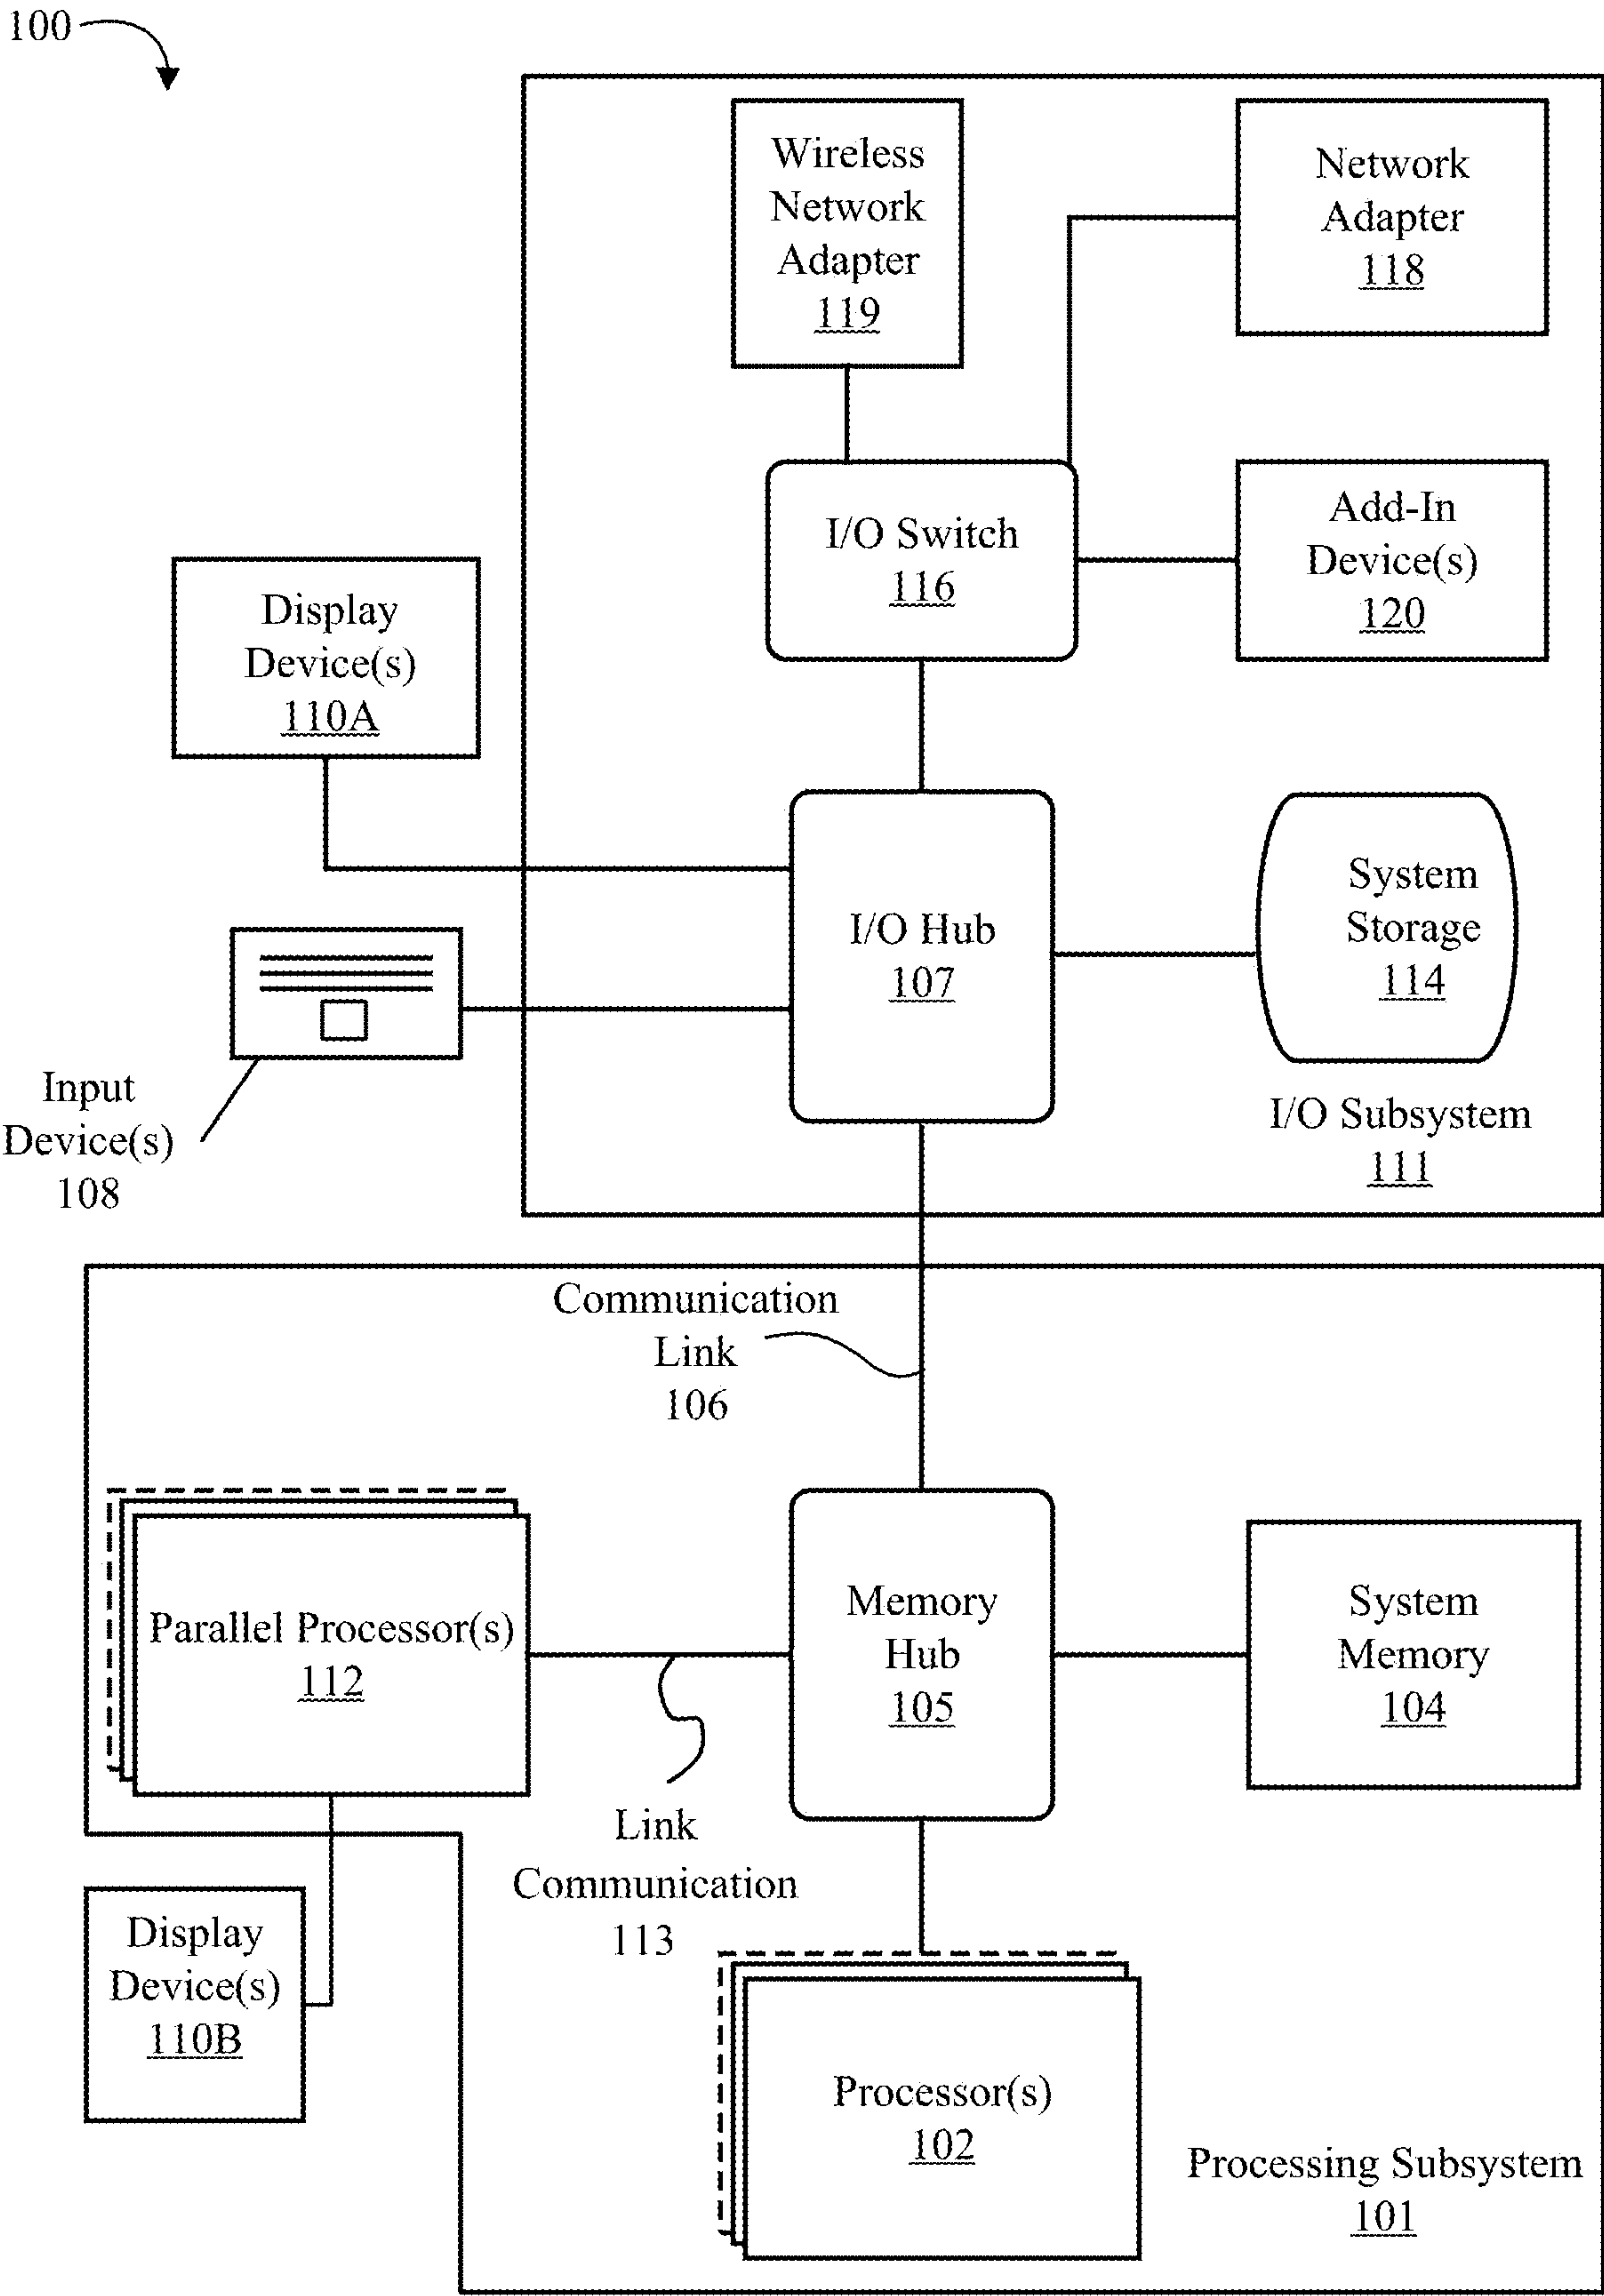 100
Wireless
Network
Adapter
119
Network
Adapter
118
I/O Switch
116
Add-In
Device(s)
120
Display
Device(s)
110A
I/O Hub
107
System
Storage
114
Input
Device(s)
108
I/O Subsystem
111
Communication
Link
106
Parallel Processor(s)
112
Memory
Hub
105
System
Memory
104
Link
Communication
113
Display
Device(s)
110B
Processor(s)
102
Processing Subsystem
101